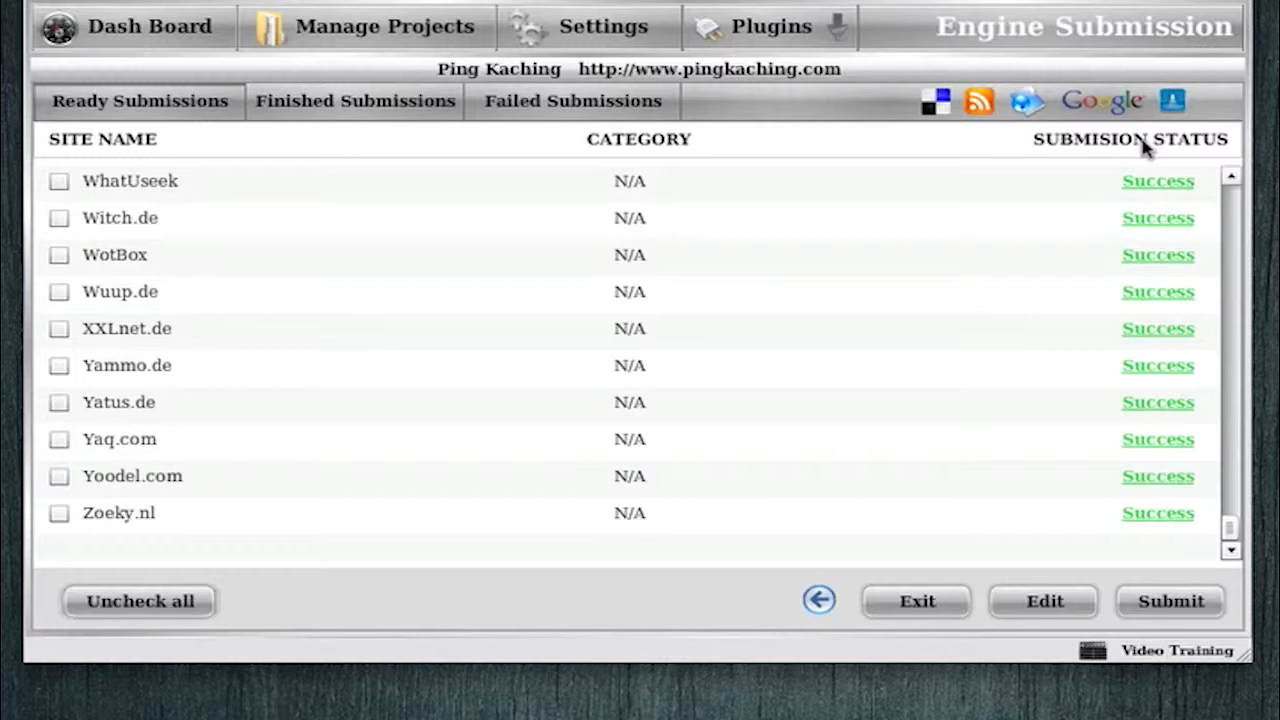 Dash Board Manage Projects Settings Plugins Engine Submission
Ping Kaching http://www.pingkaching.com
Ready Submissions Finished Submissions Failed Submissions Google
SITE NAME CATEGORY SUBMISION STATUS
WhatUseek N/A Success
Witch.de N/A Success
WotBox N/A Success
Wuup.de N/A Success
XXLnet.de N/A Success
Yammo.de N/A Success
Yatus.de N/A Success
Yaq.com N/A Success
Yoodel.com N/A Success
Zoeky.nl N/A Success
Uncheck all Exit Edit Submit
Video Training